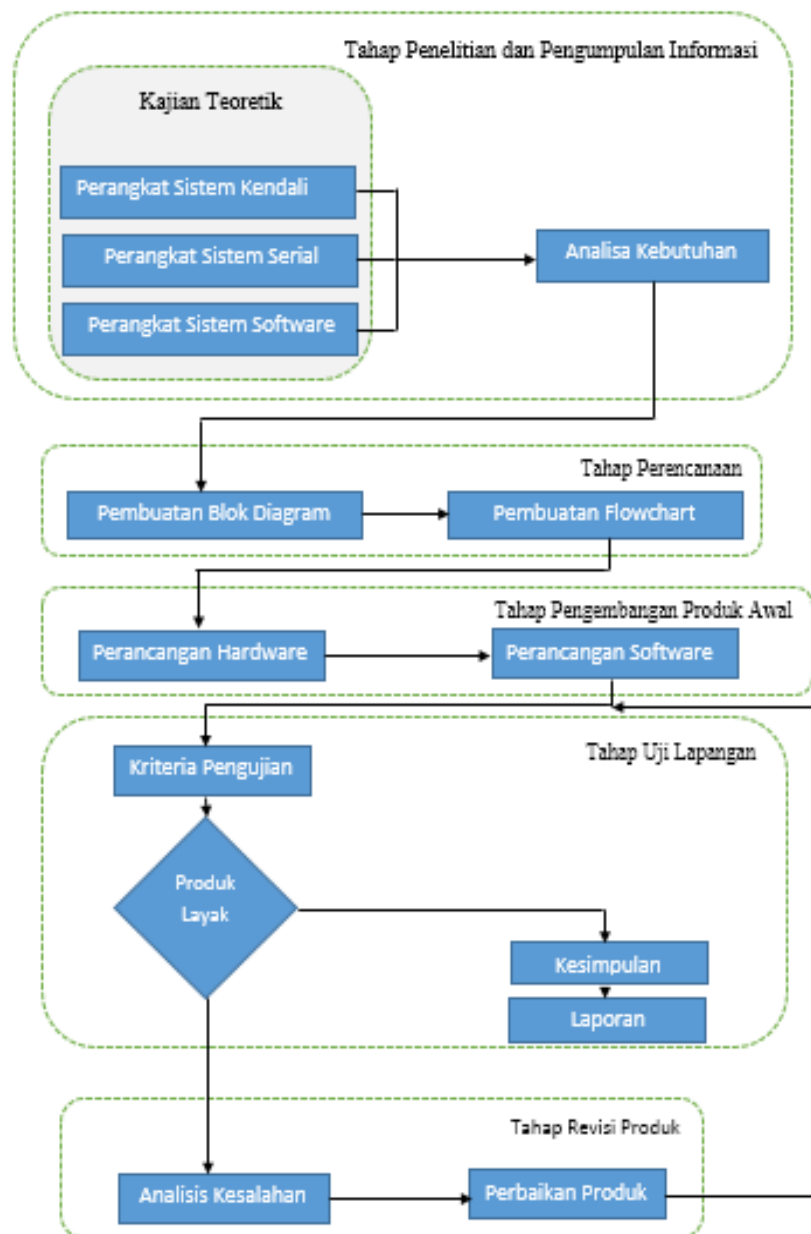 Tahap Penelitian dan Pengumpulan Informasi
Kajian Teoretik
Perangkat Sistem Kendali
Perangkat Sistem Serial
Perangkat Sistem Software
Analisa Kebutuhan
Tahap Perencanaan
Pembuatan Blok Diagram
Pembuatan Flowchart
Tahap Pengembangan Produk Awal
Perancangan Hardware
Perancangan Software
Tahap Uji Lapangan
Kriteria Pengujian
Produk
Layak
Kesimpulan
Laporan
Tahap Revisi Produk
Analisis Kesalahan
Perbaikan Produk